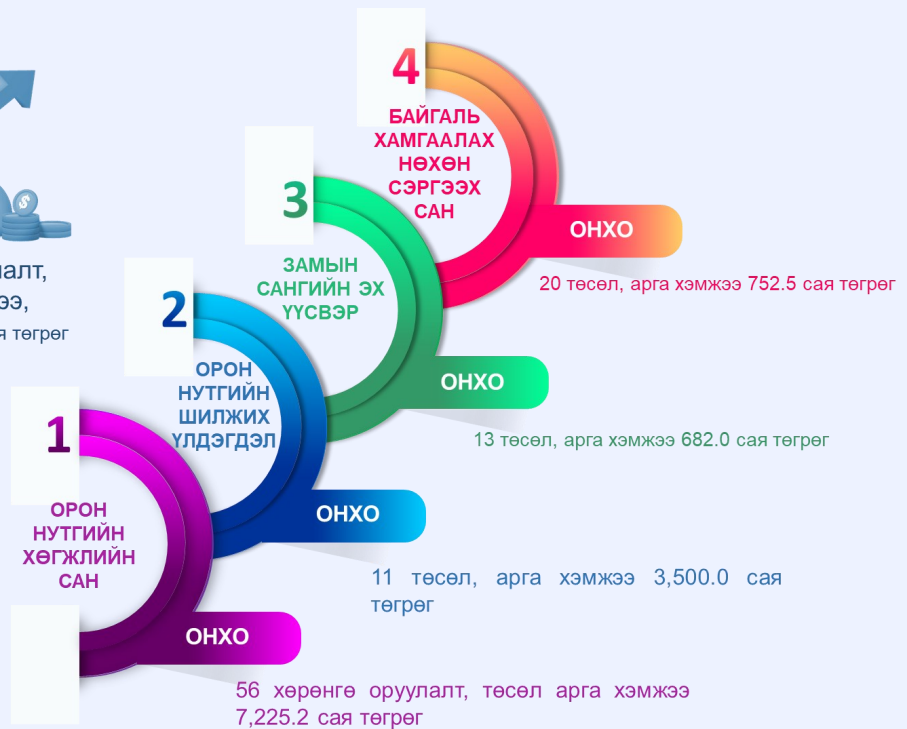 4
БАЙГАЛЬ
ХАМГААЛАХ
НӨХӨН
СЭРГЭЭХ
САН
ОНХО
20 төсөл, арга хэмжээ 752.5 сая төгрөг
3
ЗАМЫН
САНГИЙН ЭХ
ҮҮСВЭР
ОНХО
13 төсөл, арга хэмжээ 682.0 сая төгрөг
2
ОРОН
НУТГИЙН
ШИЛЖИХ
ҮЛДЭГДЭЛ
ОНХО
11 төсөл, арга хэмжээ 3,500.0 сая
төгрөг
1
ОРОН
НУТГИЙН
ХӨГЖЛИЙН
САН
ОНХО
56 хөрөнгө оруулалт, төсөл арга хэмжээ
7,225.2 сая төгрөг
$
төгрөг